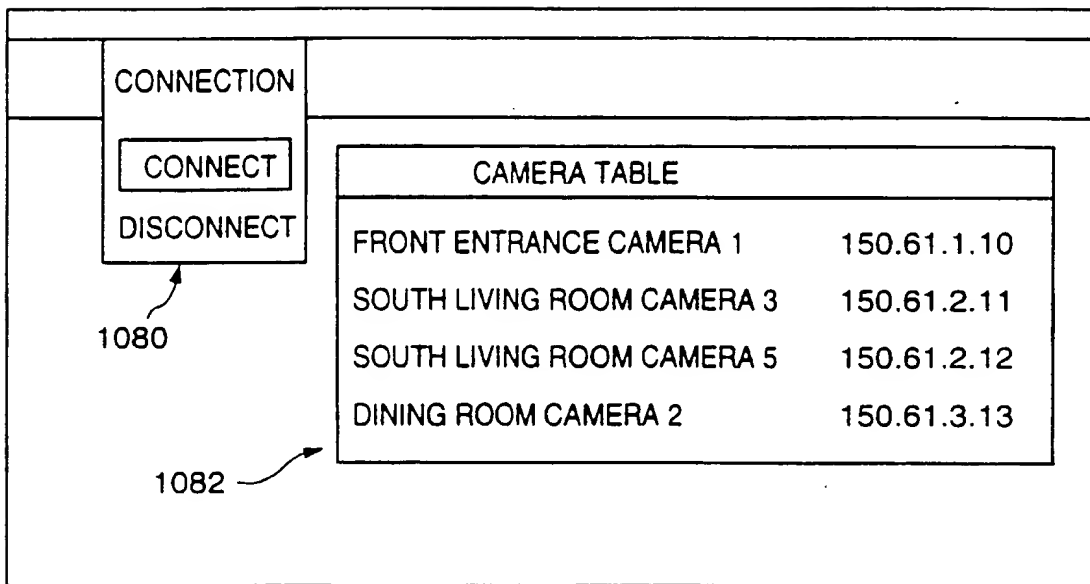 CONNECTION
CONNECT
DISCONNECT
1080
CAMERA TABLE
FRONT ENTRANCE CAMERA 1 150.61.1.10
SOUTH LIVING ROOM CAMERA 3 150.61.2.11
SOUTH LIVING ROOM CAMERA 5 150.61.2.12
DINING ROOM CAMERA 2 150.61.3.13
1082